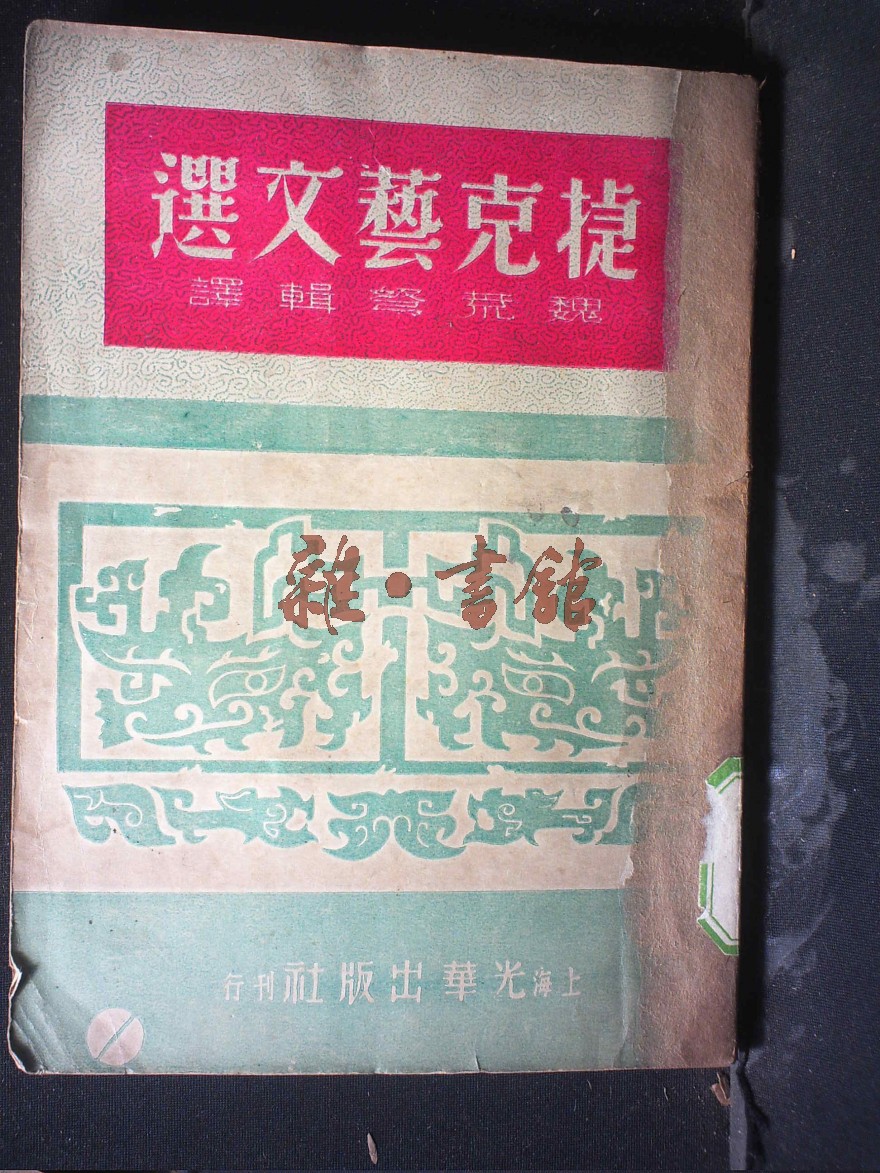 捷克藝文選
魏荒弩輯譯
雜·書館
上海光華出版社刊行